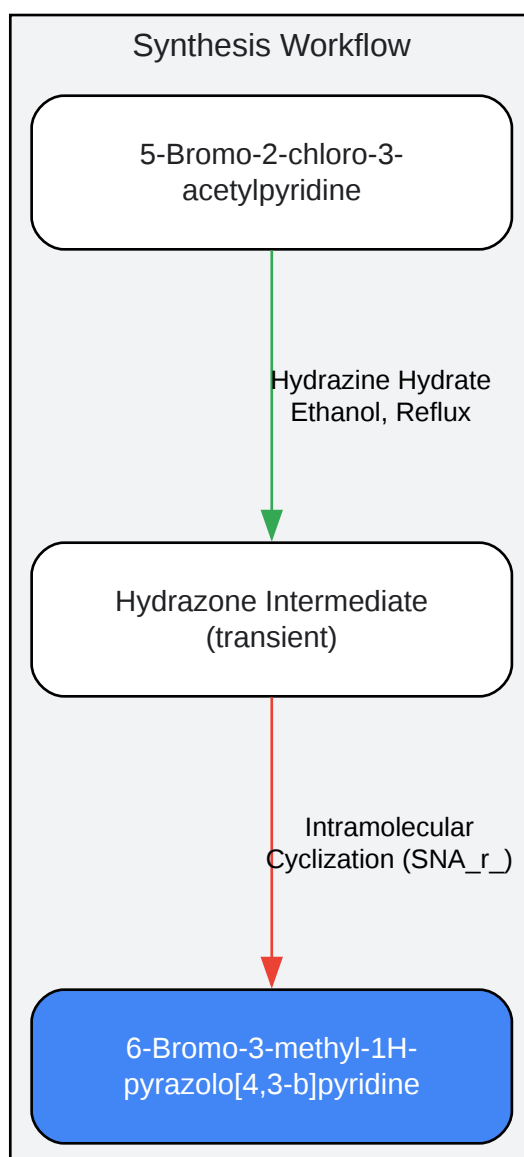 Synthesis Workflow
5-Bromo-2-chloro-3-
acetylpyridine
Hydrazine Hydrate
Ethanol, Reflux
Hydrazone Intermediate
(transient)
Intramolecular
Cyclization (SNA_r_)
6-Bromo-3-methyl-1H-
pyrazolo[4,3-b]pyridine